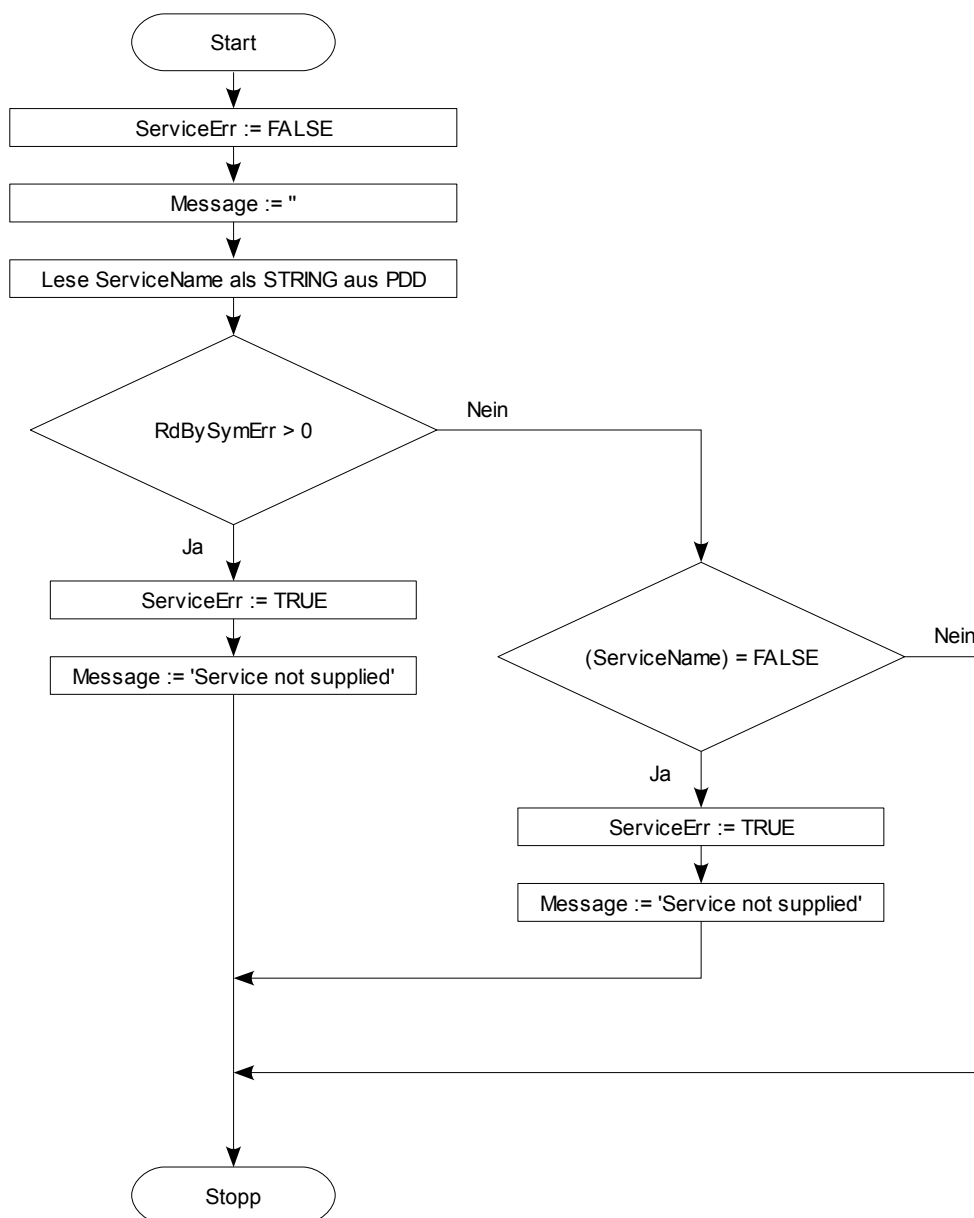 Start
ServiceErr := FALSE
Message := ''
Lese ServiceName als STRING aus PDD
RdBySymErr > 0
Nein
Ja
ServiceErr := TRUE
Message := 'Service not supplied'
(ServiceName) = FALSE
Nein
Ja
ServiceErr := TRUE
Message := 'Service not supplied'
Stopp